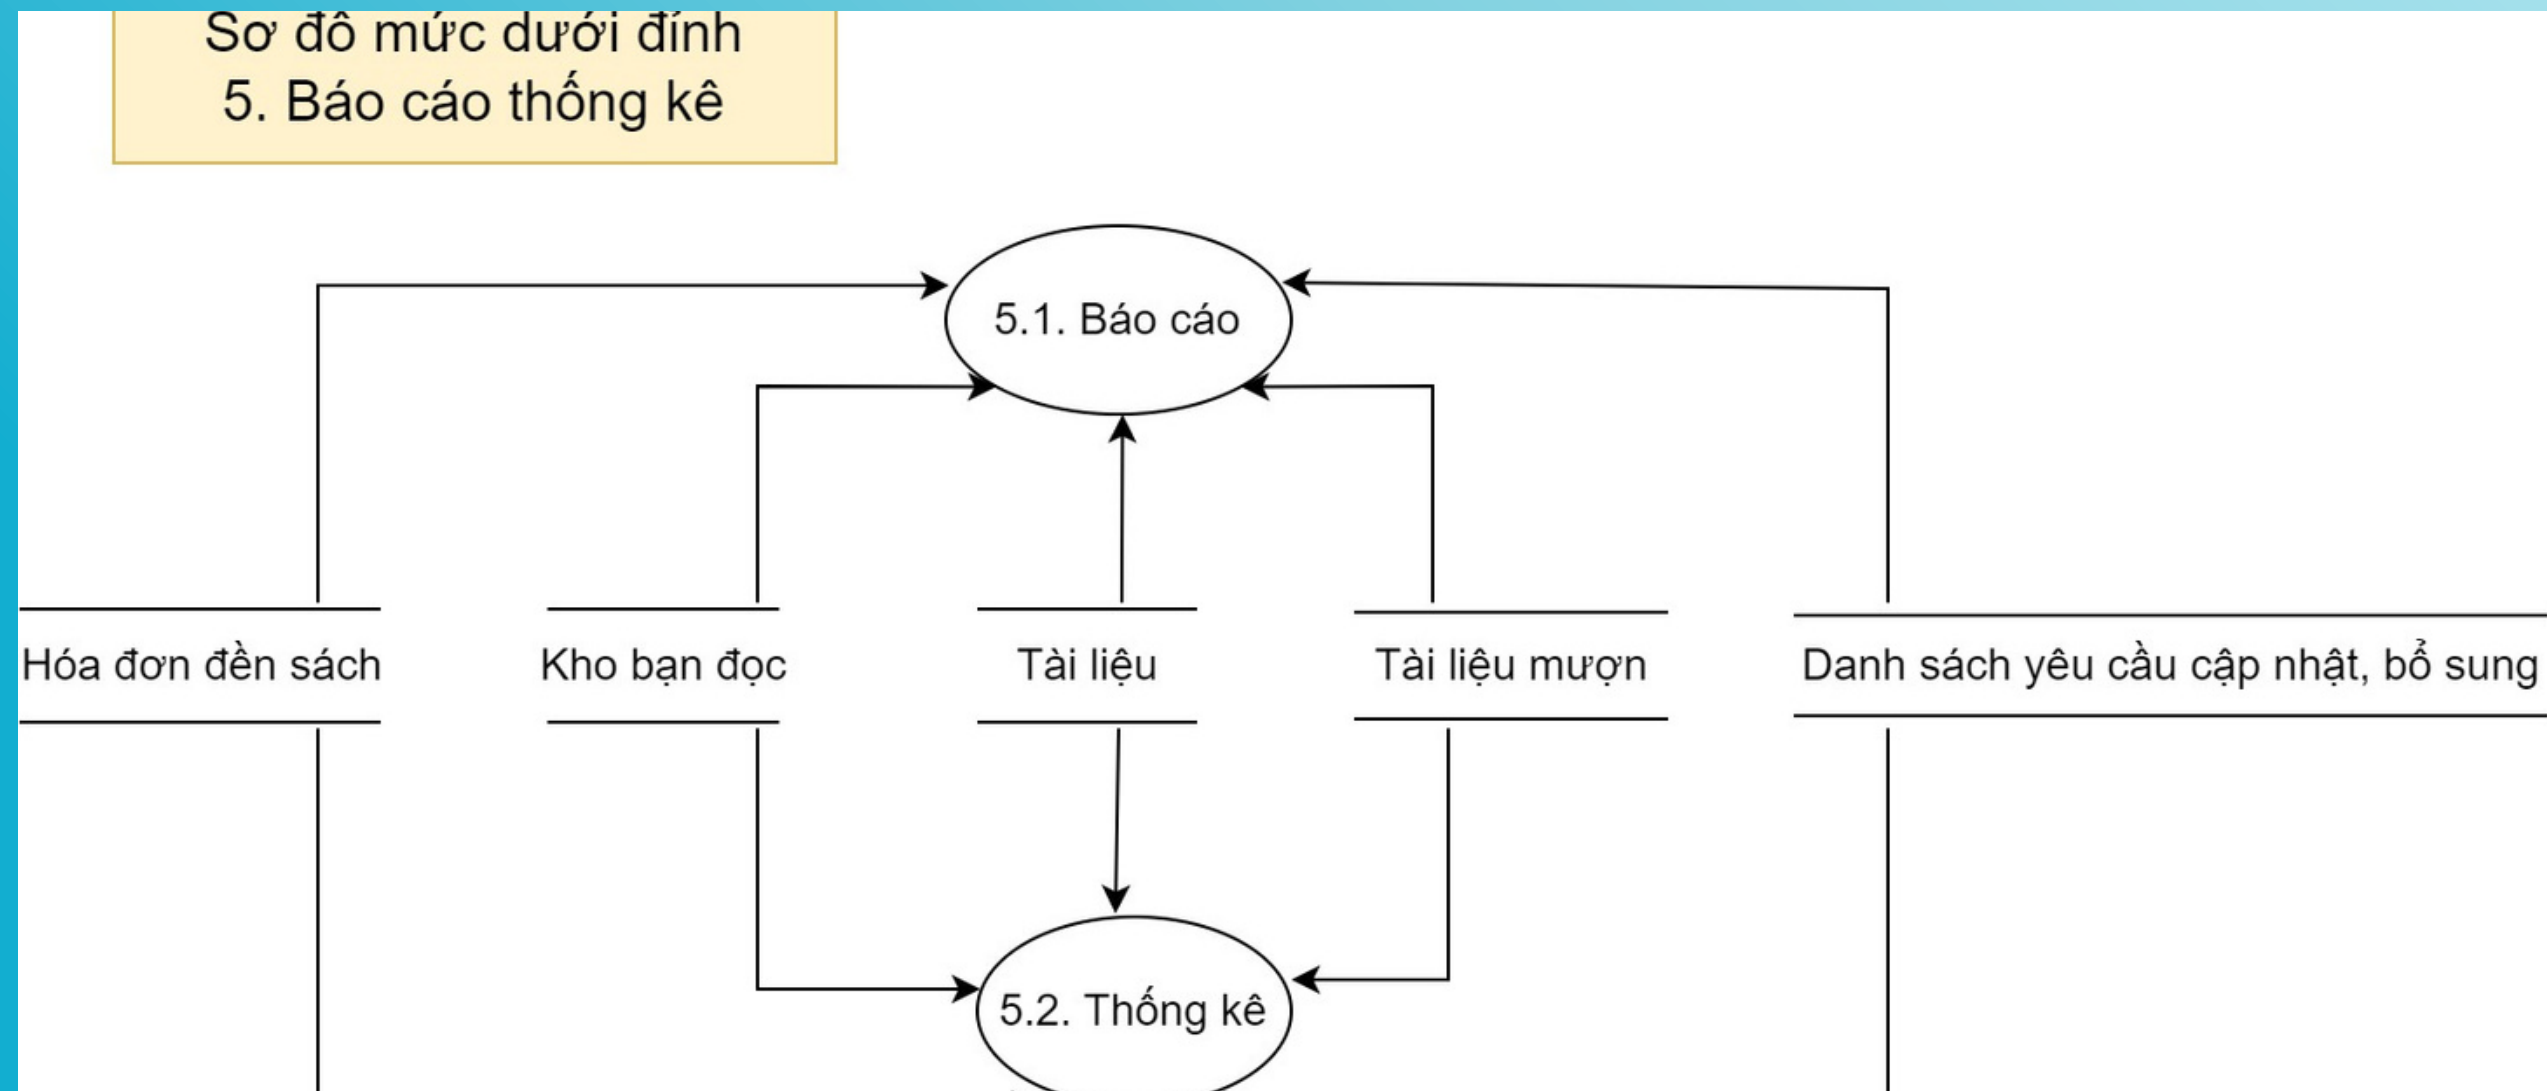 Sơ đồ mức dưới đỉnh
5. Báo cáo thống kê
5.1. Báo cáo
Hóa đơn đền sách
Kho bạn đọc
Tài liệu
Tài liệu mượn
Danh sách yêu cầu cập nhật, bổ sung
5.2. Thống kê